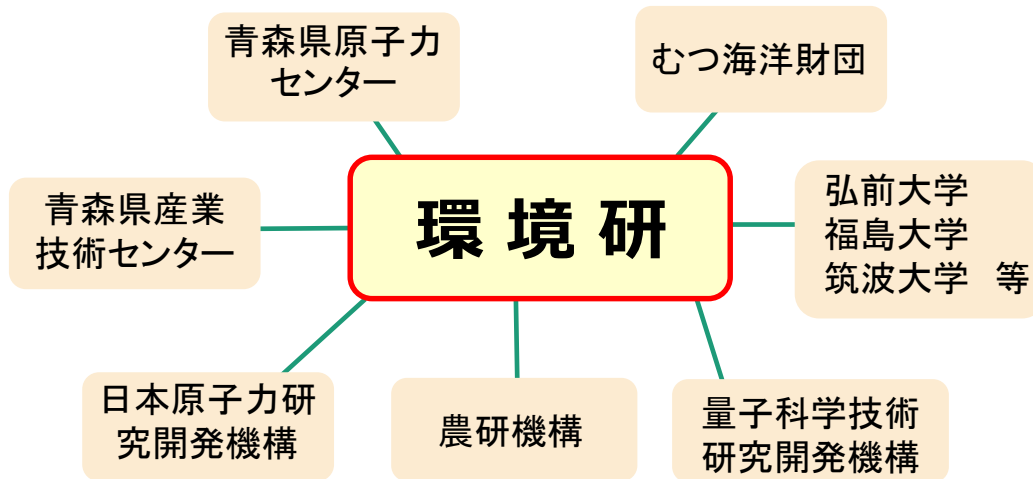 青森県原子力
センター
むつ海洋財団
青森県産業
技術センター
環境研
弘前大学
福島大学
筑波大学　等
日本原子力研
究開発機構
農研機構
量子科学技術
研究開発機構